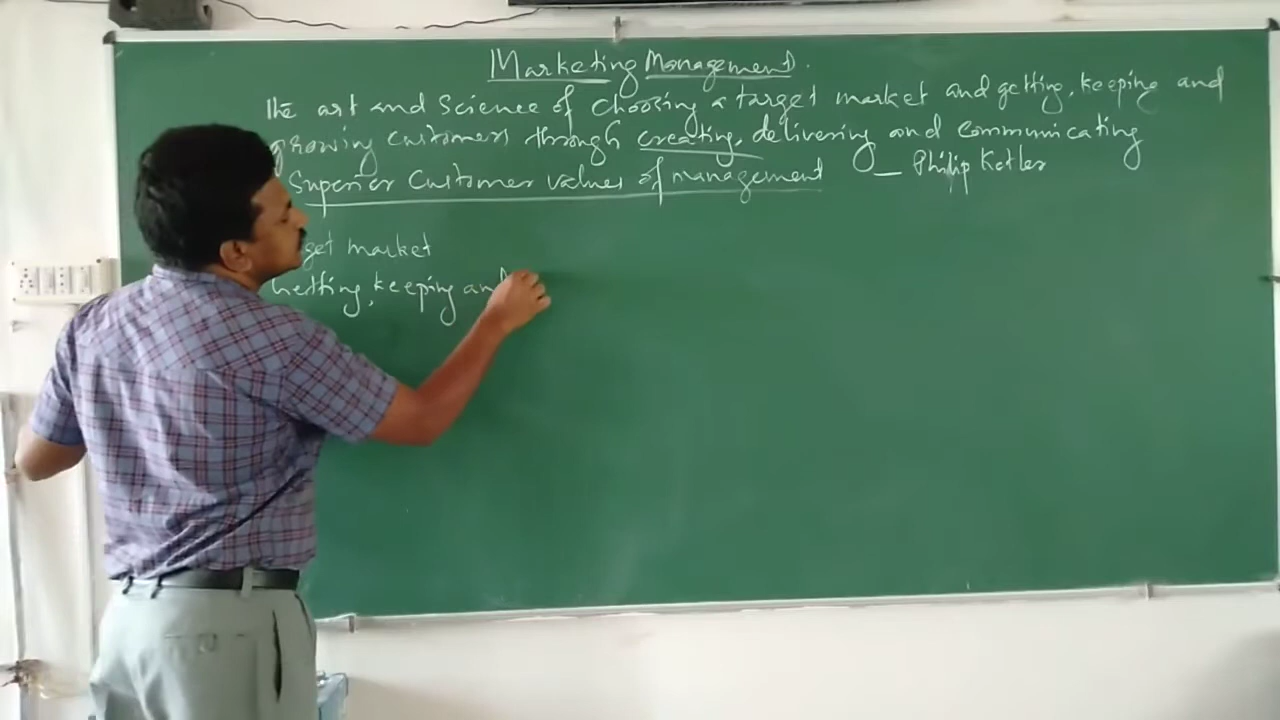 Marketing Management.
The art and science of choosing a target market and getting, keeping and
growing customers through creating, delivering and communicating
Superior customer values of management — Philip Kotler
get market
Getting, keeping and